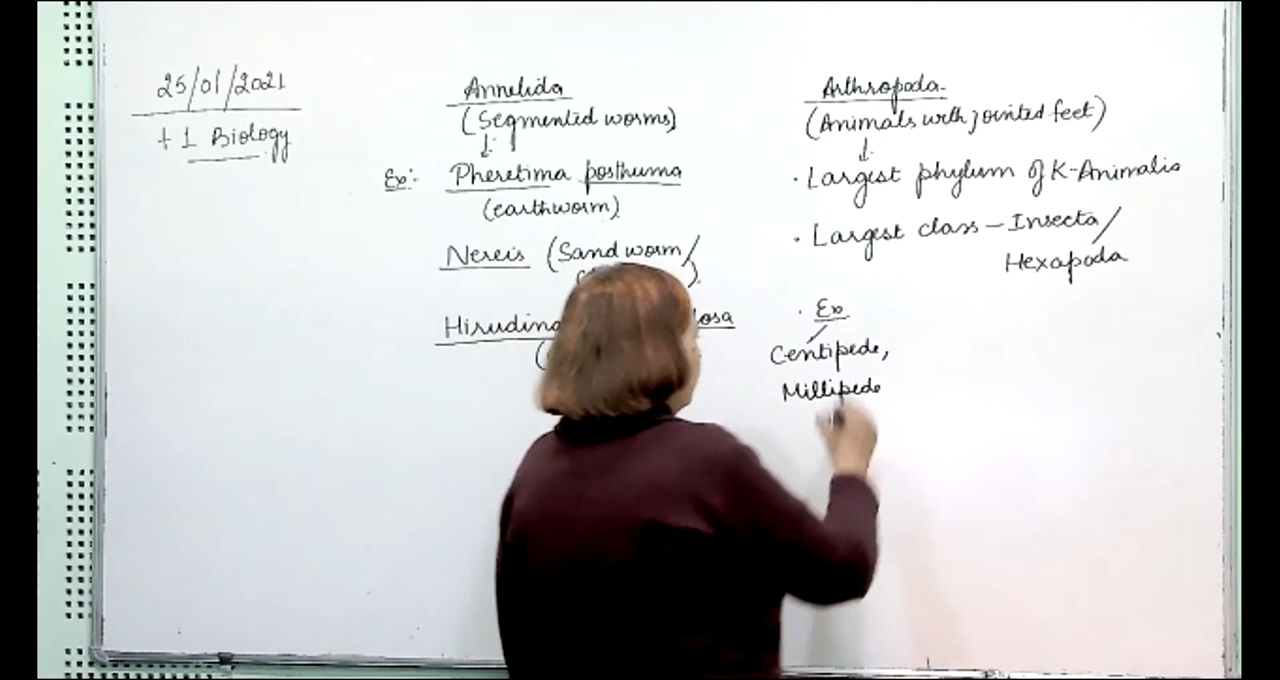 25/01/2021
+1 Biology
Annelida
(Segmented worms)
Ex: Pheretima posthuma
(earthworm)
Nereis (Sand worm/
Arthropoda
(Animals with jointed feet)
· Largest phylum of K-Animalia
· Largest class - Insecta/
Hexapoda
· Ex
Centipede,
Millipede